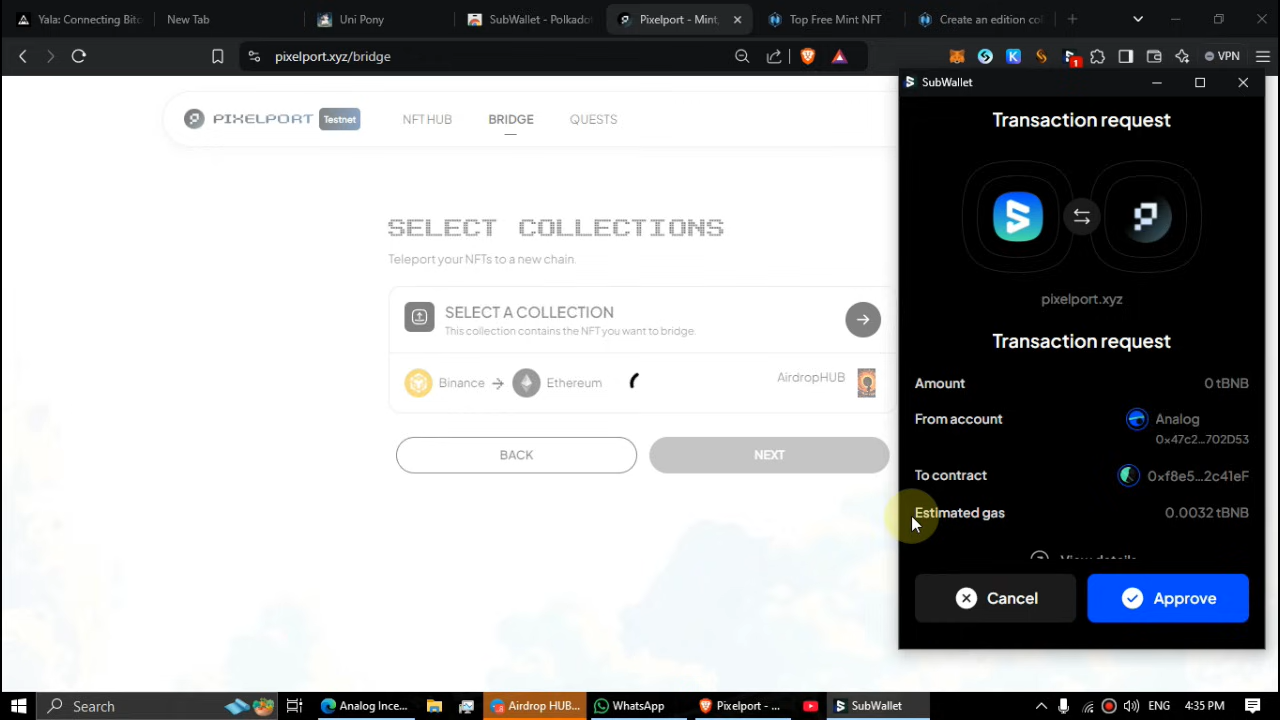 Yala: Connecting Bitc
New Tab
Uni Pony
SubWallet - Polkado
Pixelport - Mint,
Top Free Mint NFT
Create an edition co
pixelport.xyz/bridge
1
VPN
SubWallet
PIXELPORT Testnet
NFT HUB
BRIDGE
QUESTS
SELECT COLLECTIONS
Teleport your NFTs to a new chain.
SELECT A COLLECTION
This collection contains the NFT you want to bridge.
Binance
Ethereum
AirdropHUB
BACK
NEXT
Transaction request
pixelport.xyz
Transaction request
Amount 0 tBNB
From account Analog
0x47c2...702D53
To contract 0xf8e5...2c41eF
Estimated gas 0.0032 tBNB
View details
Cancel
Approve
Search
Analog Ince...
Airdrop HUB...
WhatsApp
Pixelport - ...
SubWallet
ENG
4:35 PM